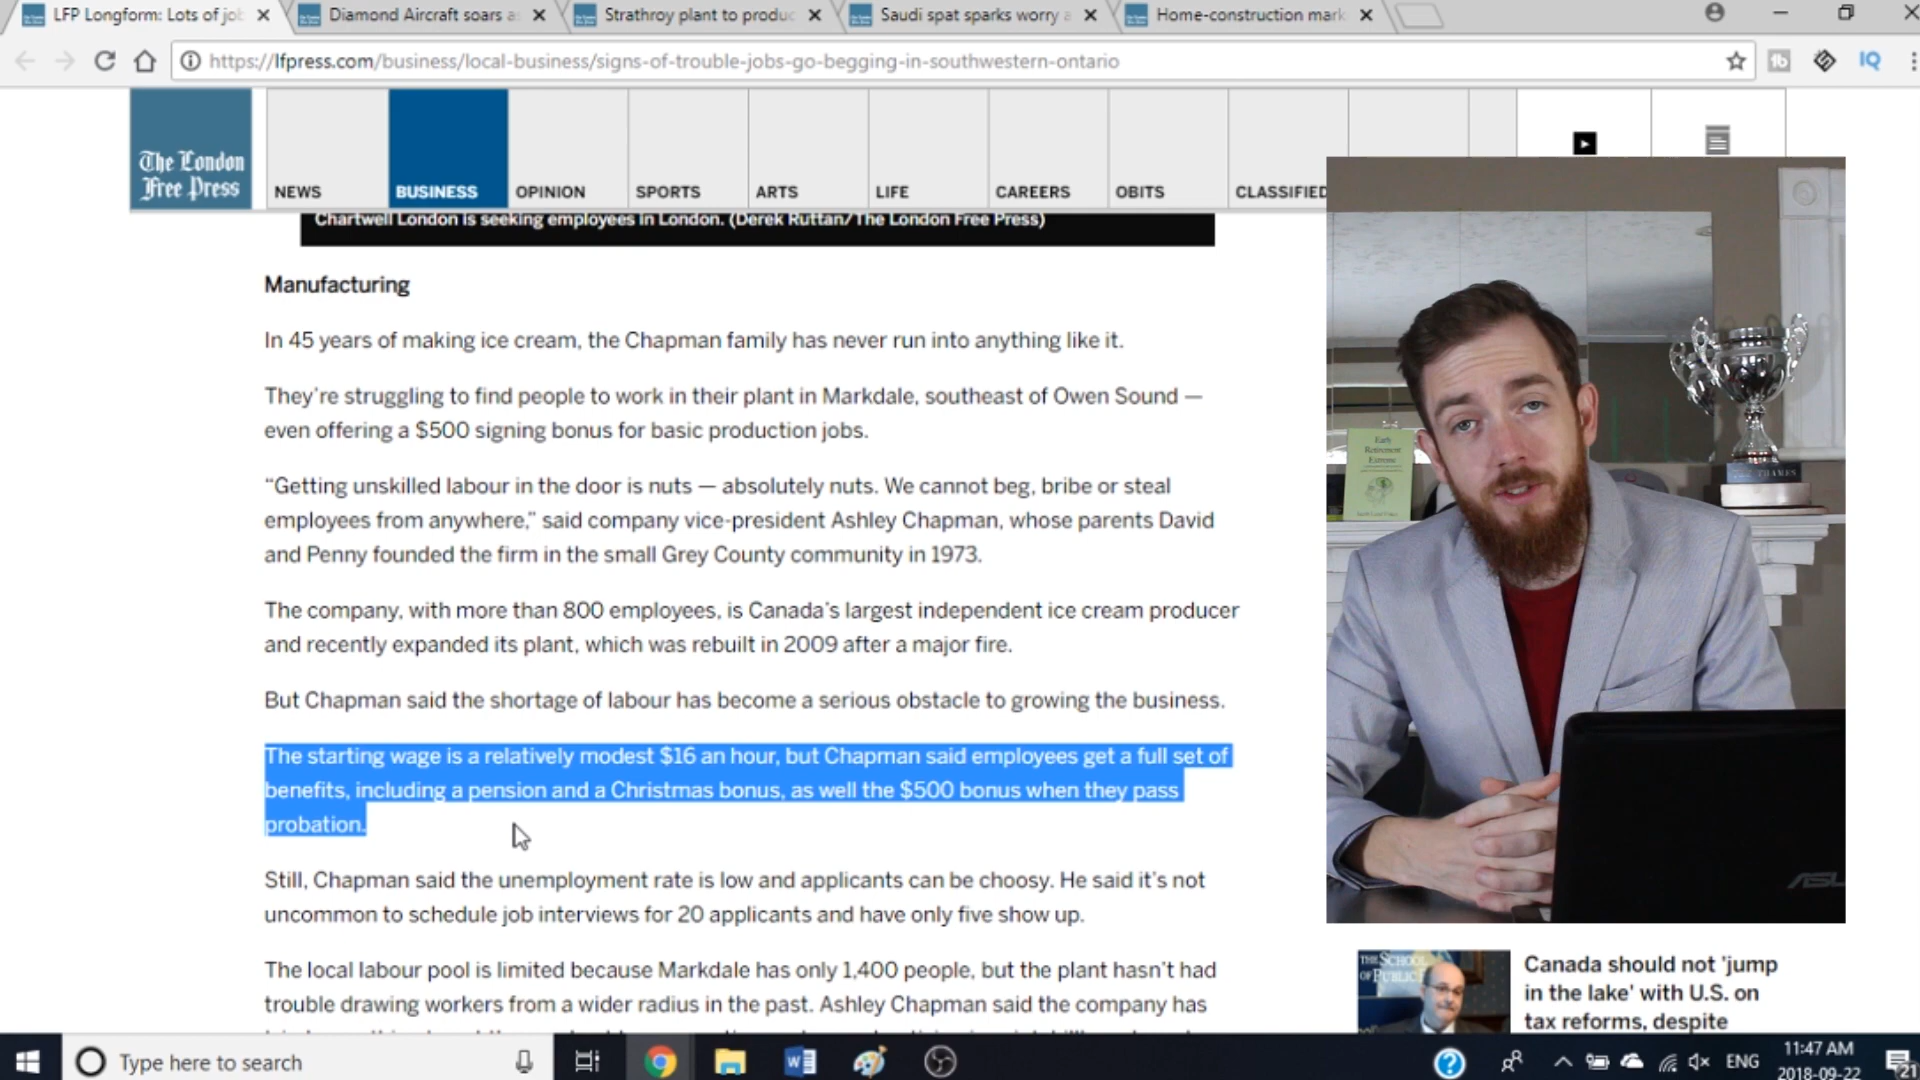 LFP Longform: Lots of jo
Diamond Aircraft soars a
Strathroy plant to produc
Saudi spat sparks worry a
Home-construction mark
https://lfpress.com/business/local-business/signs-of-trouble-jobs-go-begging-in-southwestern-ontario
IQ
The London
Free Press
NEWS
BUSINESS
OPINION
SPORTS
ARTS
LIFE
CAREERS
OBITS
CLASSIFIED
Chartwell London is seeking employees in London. (Derek Ruttan/The London Free Press)
Manufacturing
In 45 years of making ice cream, the Chapman family has never run into anything like it.
They're struggling to find people to work in their plant in Markdale, southeast of Owen Sound —
even offering a $500 signing bonus for basic production jobs.
“Getting unskilled labour in the door is nuts — absolutely nuts. We cannot beg, bribe or steal
employees from anywhere,” said company vice-president Ashley Chapman, whose parents David
and Penny founded the firm in the small Grey County community in 1973.
The company, with more than 800 employees, is Canada's largest independent ice cream producer
and recently expanded its plant, which was rebuilt in 2009 after a major fire.
But Chapman said the shortage of labour has become a serious obstacle to growing the business.
The starting wage is a relatively modest $16 an hour, but Chapman said employees get a full set of
benefits, including a pension and a Christmas bonus, as well the $500 bonus when they pass
probation.
Still, Chapman said the unemployment rate is low and applicants can be choosy. He said it's not
uncommon to schedule job interviews for 20 applicants and have only five show up.
The local labour pool is limited because Markdale has only 1,400 people, but the plant hasn't had
trouble drawing workers from a wider radius in the past. Ashley Chapman said the company has
Early
Retirement
Extreme
THAMES
ASU
THE SCHOOL
OF PUBLIC
Canada should not 'jump
in the lake' with U.S. on
tax reforms, despite
Type here to search
ENG
11:47 AM
2018-09-22
21